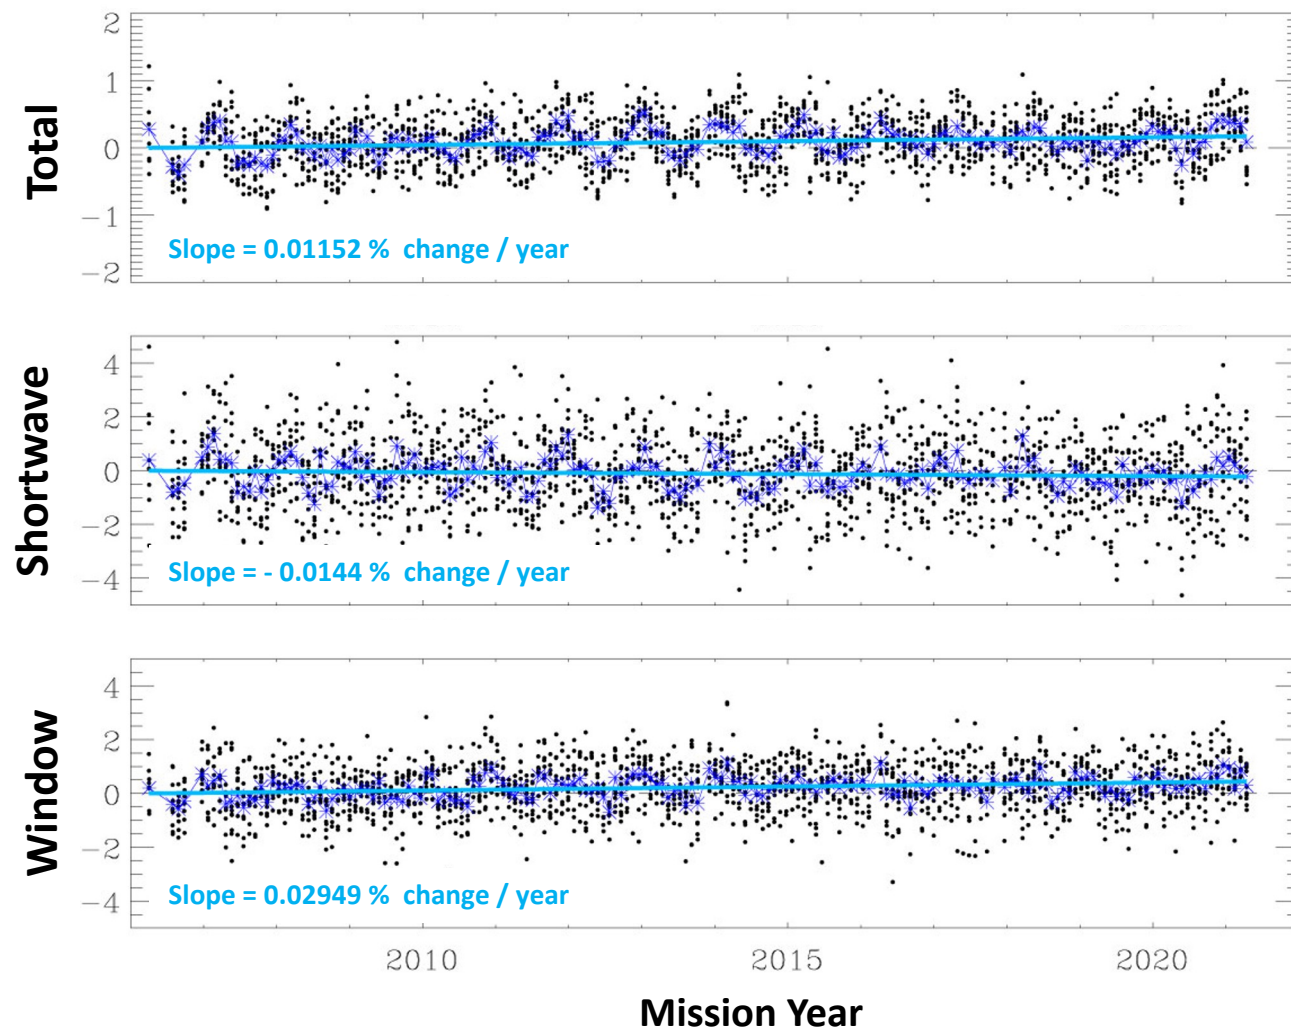 Total
2
1
0
−1
−2
Slope = 0.01152 % change / year
Shortwave
4
2
0
−2
−4
Slope = - 0.0144 % change / year
Window
4
2
0
−2
−4
Slope = 0.02949 % change / year
2010 2015 2020
Mission Year